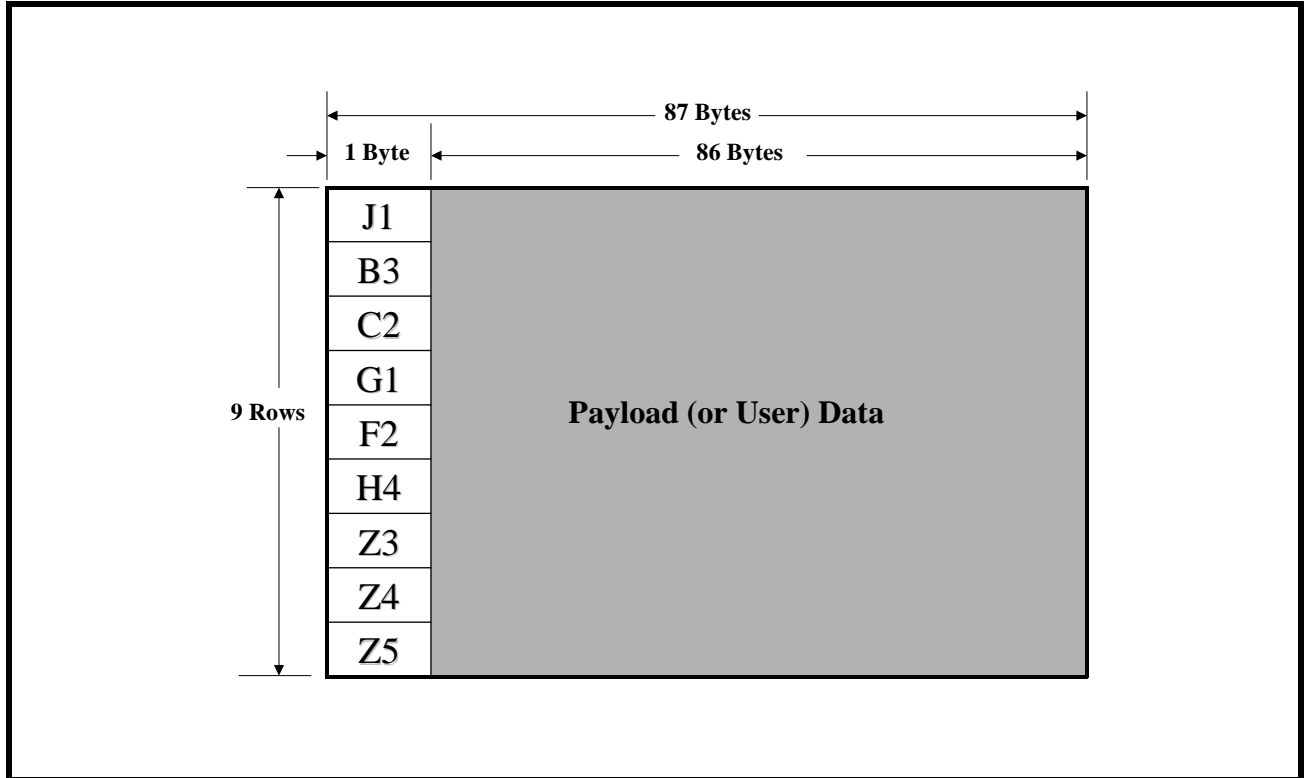 87 Bytes
1 Byte
86 Bytes
J1
B3
C2
G1
9 Rows
F2
Payload (or User) Data
H4
Z3
Z4
Z5